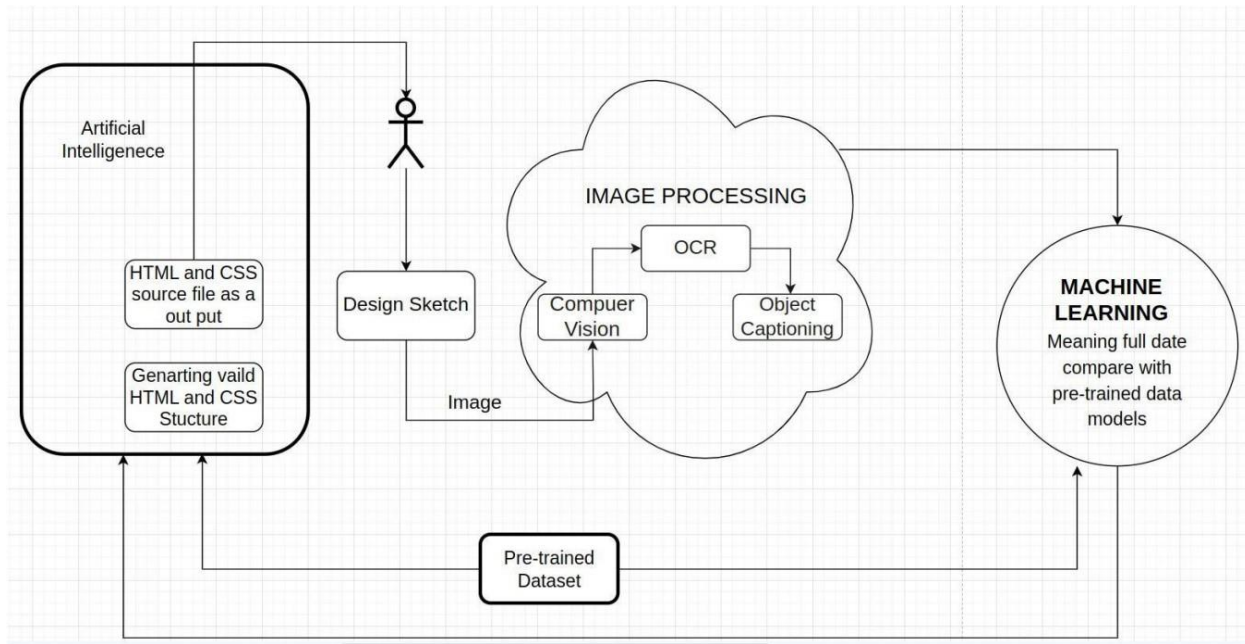 Artificial
Intelligenece
HTML and CSS
source file as a
out put
Genarting vaild
HTML and CSS
Stucture
Design Sketch
Image
IMAGE PROCESSING
OCR
Compuer
Vision
Object
Captioning
MACHINE
LEARNING
Meaning full date
compare with
pre-trained data
models
Pre-trained
Dataset